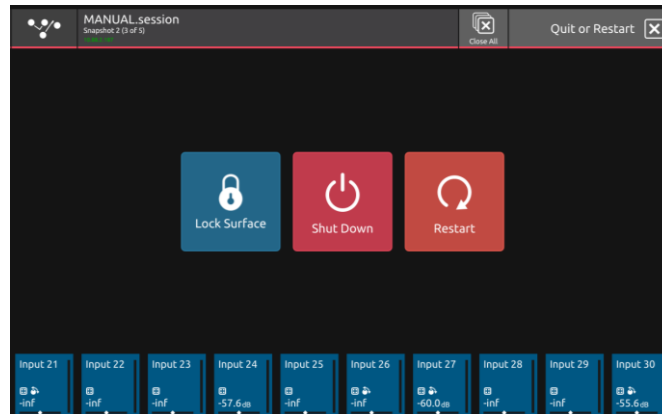 MANUAL.session
Snapshot 2 (3 of 5)
Close All
Quit or Restart
Lock Surface
Shut Down
Restart
Input 21
Input 22
Input 23
Input 24
Input 25
Input 26
Input 27
Input 28
Input 29
Input 30
-inf
-inf
-inf
-57.6dB
-inf
-inf
-60.0dB
-inf
-inf
-55.6dB